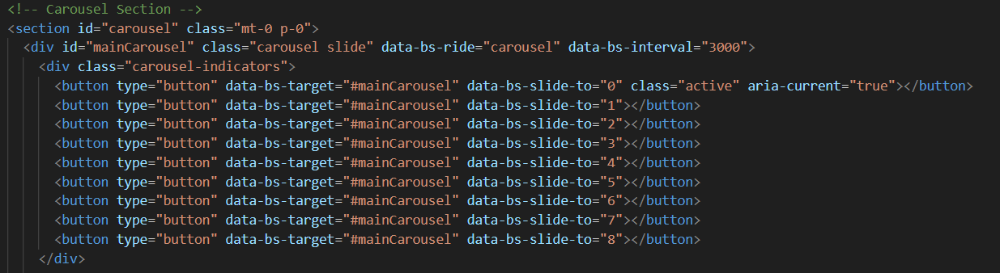 <!-- Carousel Section -->
<section id="carousel" class="mt-0 p-0">
<div id="mainCarousel" class="carousel slide" data-bs-ride="carousel" data-bs-interval="3000">
<div class="carousel-indicators">
<button type="button" data-bs-target="#mainCarousel" data-bs-slide-to="0" class="active" aria-current="true"></button>
<button type="button" data-bs-target="#mainCarousel" data-bs-slide-to="1"></button>
<button type="button" data-bs-target="#mainCarousel" data-bs-slide-to="2"></button>
<button type="button" data-bs-target="#mainCarousel" data-bs-slide-to="3"></button>
<button type="button" data-bs-target="#mainCarousel" data-bs-slide-to="4"></button>
<button type="button" data-bs-target="#mainCarousel" data-bs-slide-to="5"></button>
<button type="button" data-bs-target="#mainCarousel" data-bs-slide-to="6"></button>
<button type="button" data-bs-target="#mainCarousel" data-bs-slide-to="7"></button>
<button type="button" data-bs-target="#mainCarousel" data-bs-slide-to="8"></button>
</div>